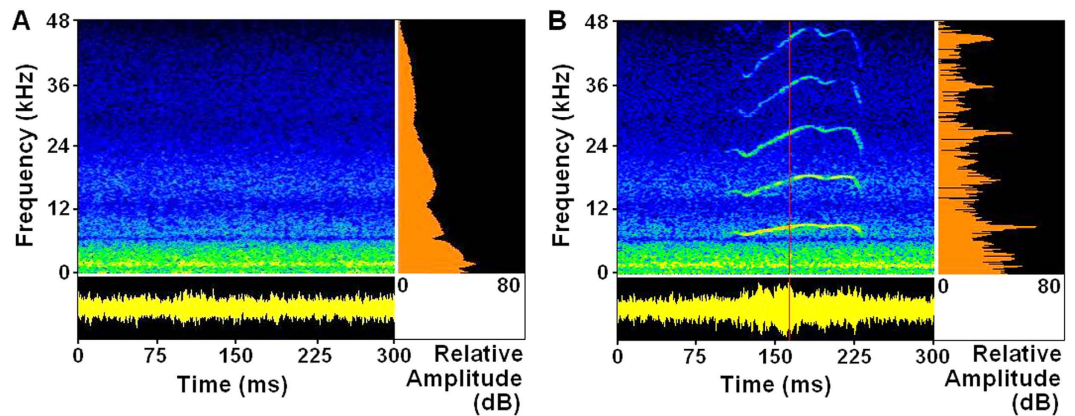 A
48
36
24
12
0
Frequency (kHz)
0
80
0
75
150
225
300
Time (ms)
Relative
Amplitude
(dB)
B
48
36
24
12
0
Frequency (kHz)
0
80
0
75
150
225
300
Time (ms)
Relative
Amplitude
(dB)